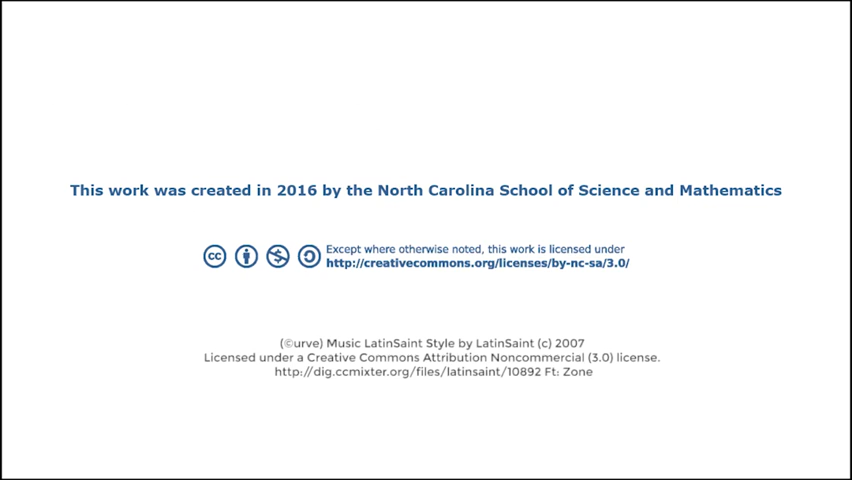 This work was created in 2016 by the North Carolina School of Science and Mathematics
cc
Except where otherwise noted, this work is licensed under
http://creativecommons.org/licenses/by-nc-sa/3.0/
(©urve) Music LatinSaint Style by LatinSaint (c) 2007
Licensed under a Creative Commons Attribution Noncommercial (3.0) license.
http://dig.ccmixter.org/files/latinsaint/10892 Ft: Zone